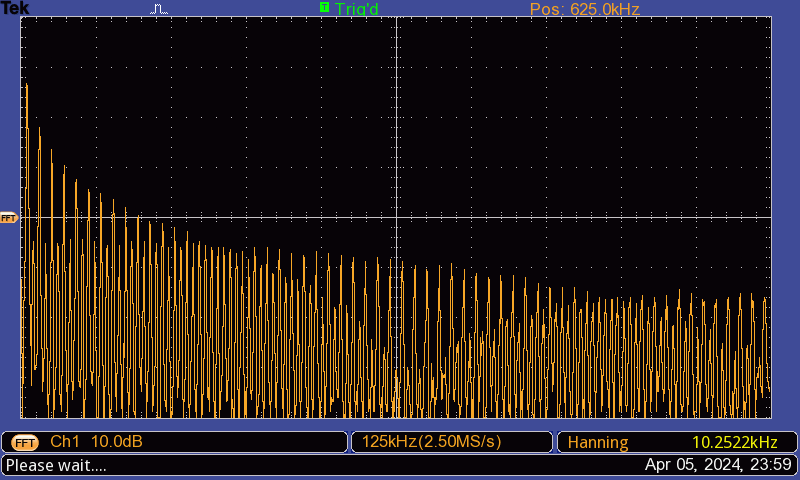 Tek T Trig'd Pos: 625.0kHz
FFT
FFT Ch1 10.0dB 125kHz(2.50MS/s) Hanning 10.2522kHz
Please wait.... Apr 05, 2024, 23:59